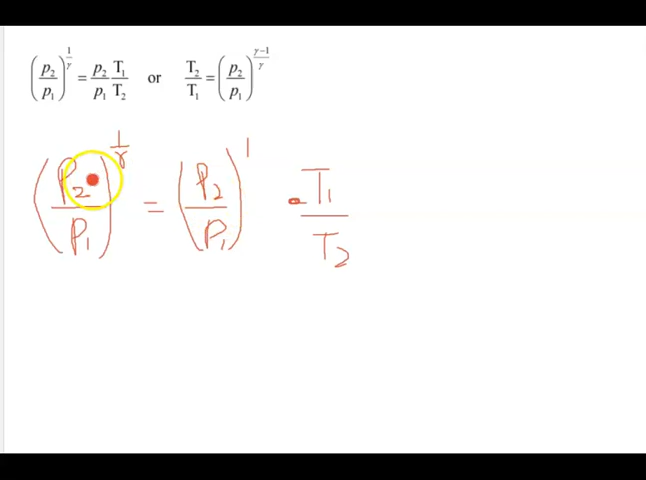 (p₂/p₁)^(1/γ) = p₂/p₁ T₁/T₂ or T₂/T₁ = (p₂/p₁)^((γ−1)/γ)
(P₂/P₁)^(1/γ) = (P₂/P₁)^1 · T₁/T₂